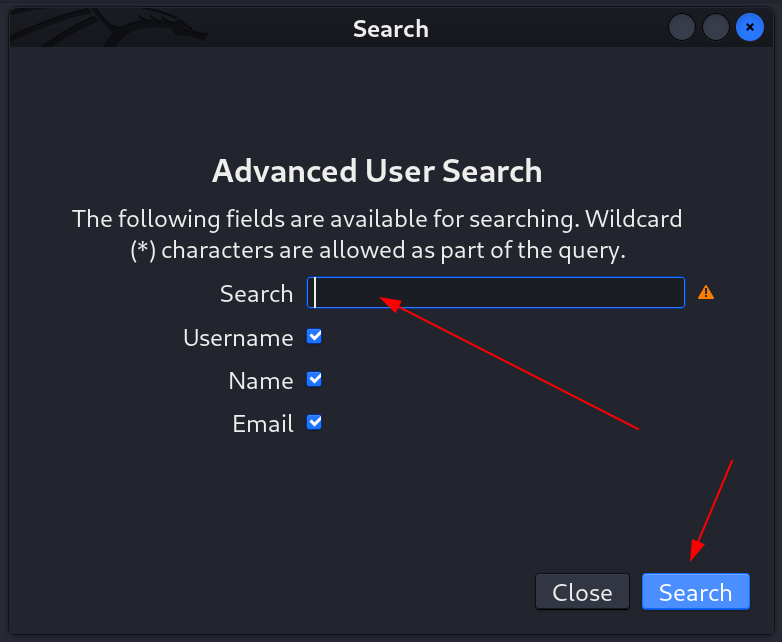 Search
Advanced User Search
The following fields are available for searching. Wildcard
(*) characters are allowed as part of the query.
Search
Username
Name
Email
Close Search